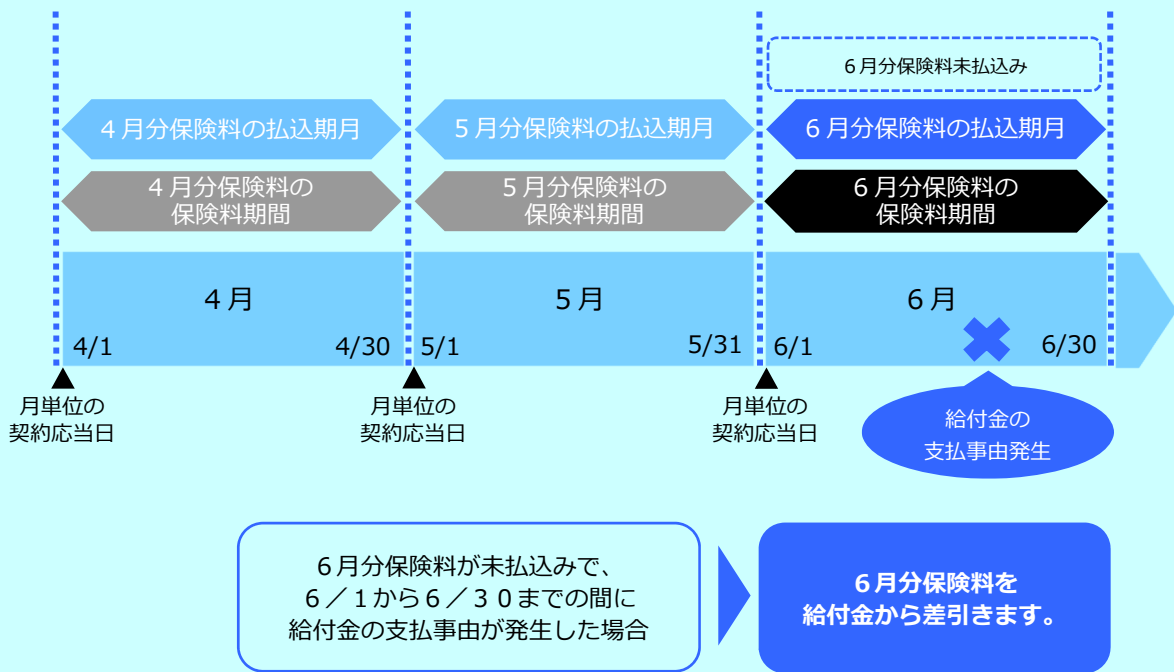 ６月分保険料未払込み
４月分保険料の払込期月
５月分保険料の払込期月
６月分保険料の払込期月
４月分保険料の
保険料期間
５月分保険料の
保険料期間
６月分保険料の
保険料期間
４月
５月
６月
4/1
4/30
5/1
5/31
6/1
6/30
月単位の
契約応当日
月単位の
契約応当日
月単位の
契約応当日
給付金の
支払事由発生
６月分保険料が未払込みで、
６／１から６／３０までの間に
給付金の支払事由が発生した場合
６月分保険料を
給付金から差引きます。